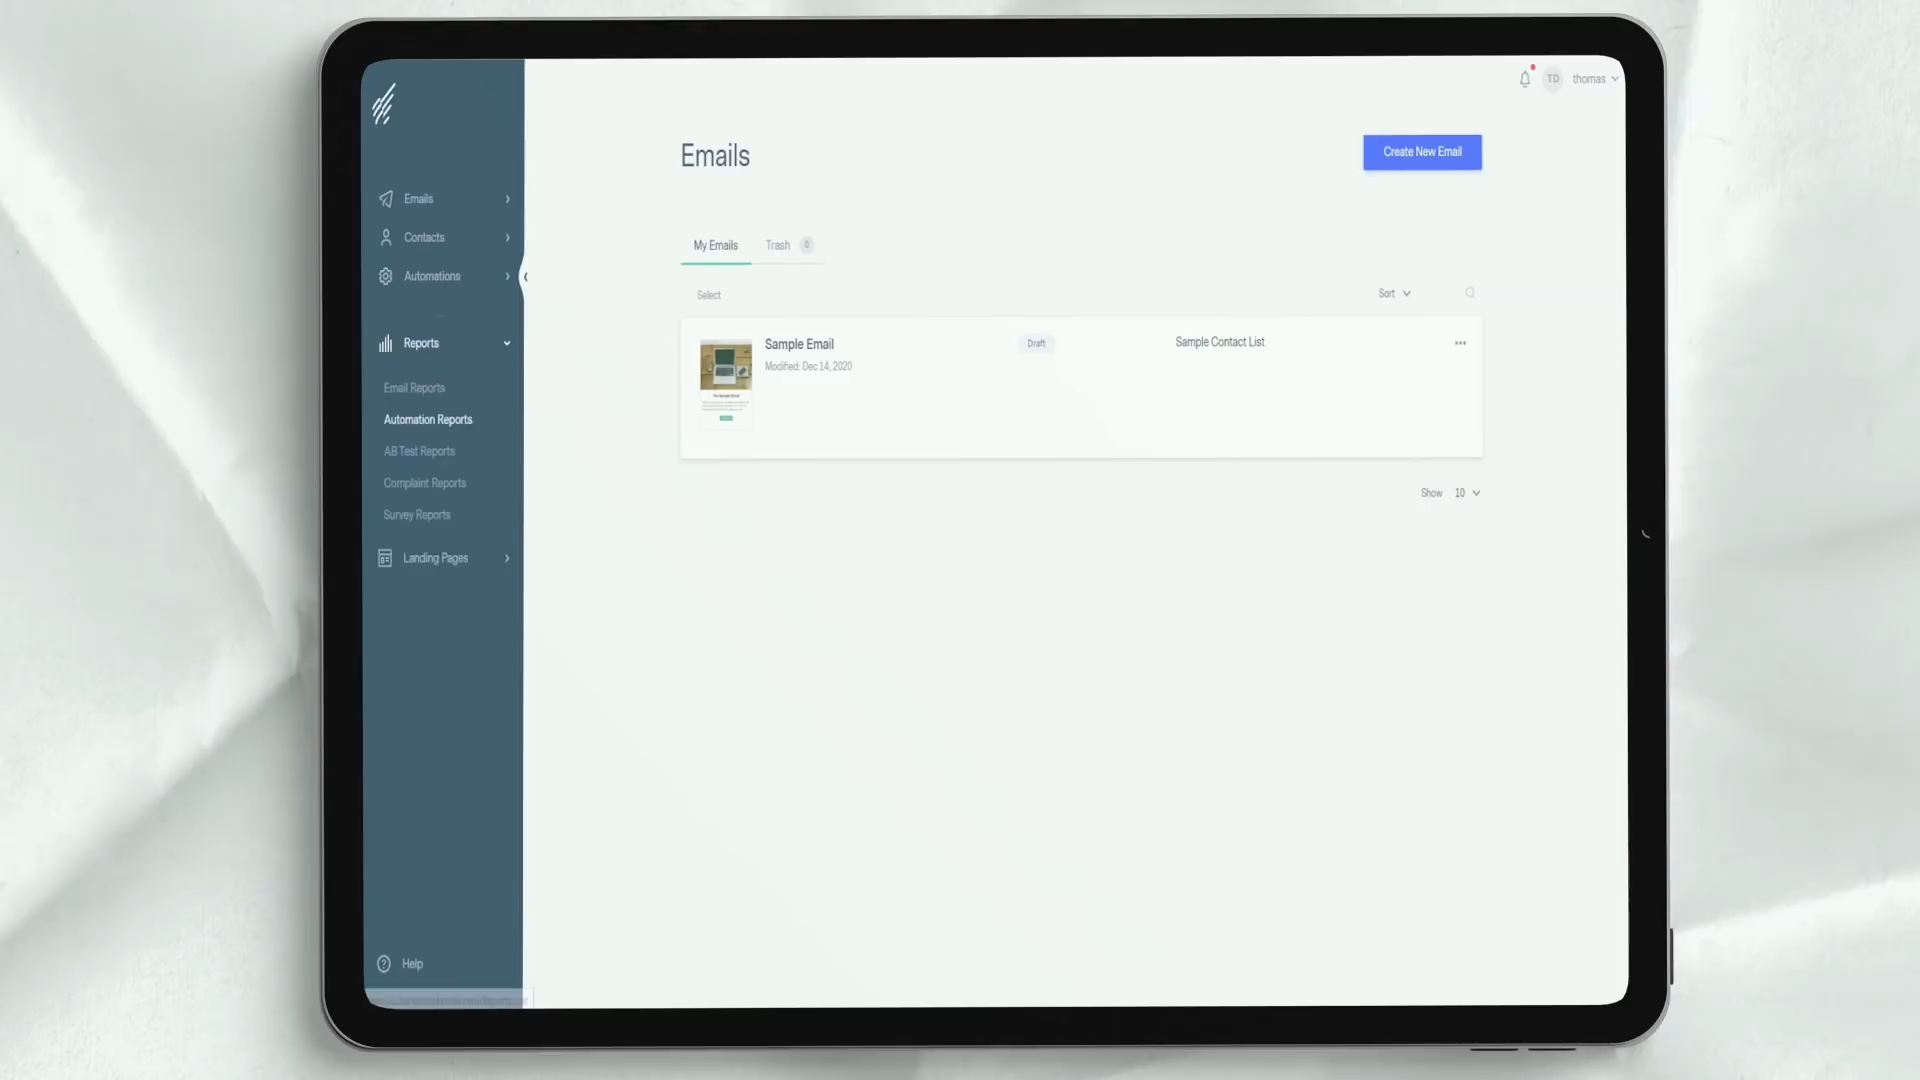 TD
thomas
Emails
Create New Email
Emails
Contacts
Automations
My Emails
Trash
Select
Sort
Reports
Sample Email
Draft
Sample Contact List
Modified: Dec 14, 2020
Email Reports
Automation Reports
AB Test Reports
Complaint Reports
Survey Reports
Show 10
Landing Pages
Help